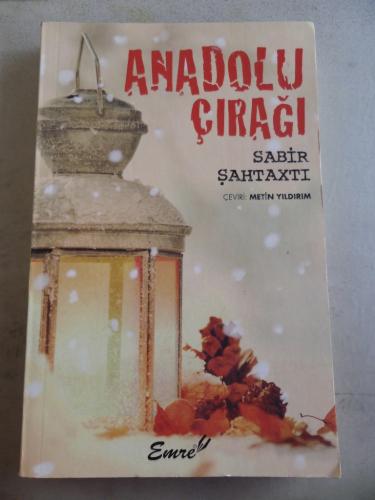 ANADOLU
ÇIRAĞI
SABİR
ŞAHTAXTI
ÇEVİRİ: METİN YILDIRIM
Emre